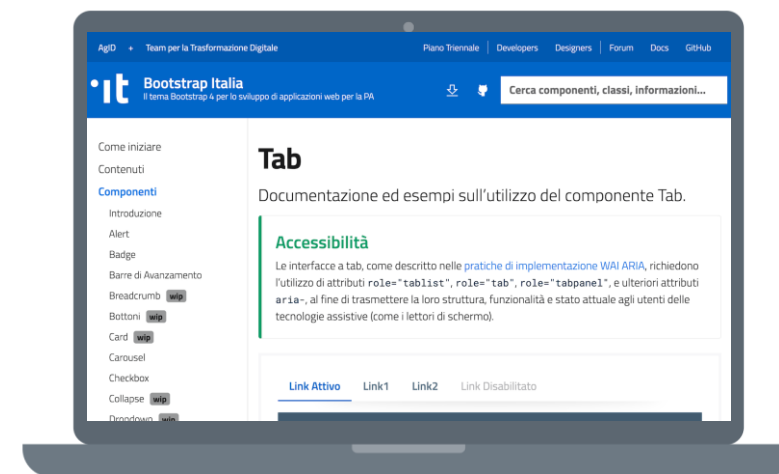 AgID + Team per la Trasformazione Digitale Piano Triennale Developers Designers Forum Docs GitHub
Bootstrap Italia
Il tema Bootstrap 4 per lo sviluppo di applicazioni web per la PA
Cerca componenti, classi, informazioni...
Come iniziare
Contenuti
Componenti
Introduzione
Alert
Badge
Barre di Avanzamento
Breadcrumb wip
Bottoni wip
Card wip
Carousel
Checkbox
Collapse wip
Dropdown wip
Tab
Documentazione ed esempi sull'utilizzo del componente Tab.
Accessibilità
Le interfacce a tab, come descritto nelle pratiche di implementazione WAI ARIA, richiedono
l'utilizzo di attributi role="tablist", role="tab", role="tabpanel", e ulteriori attributi
aria-, al fine di trasmettere la loro struttura, funzionalità e stato attuale agli utenti delle
tecnologie assistive (come i lettori di schermo).
Link Attivo Link1 Link2 Link Disabilitato